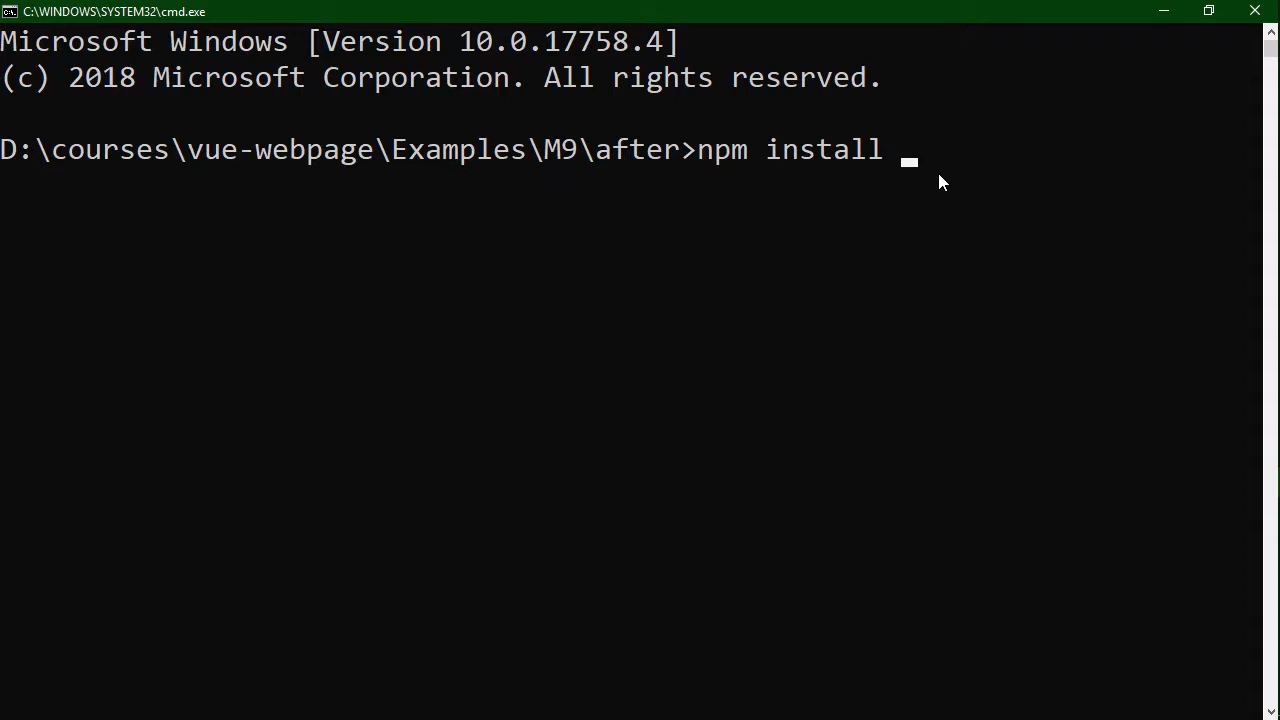 C:\WINDOWS\SYSTEM32\cmd.exe
Microsoft Windows [Version 10.0.17758.4]
(c) 2018 Microsoft Corporation. All rights reserved.
D:\courses\vue-webpage\Examples\M9\after>npm install